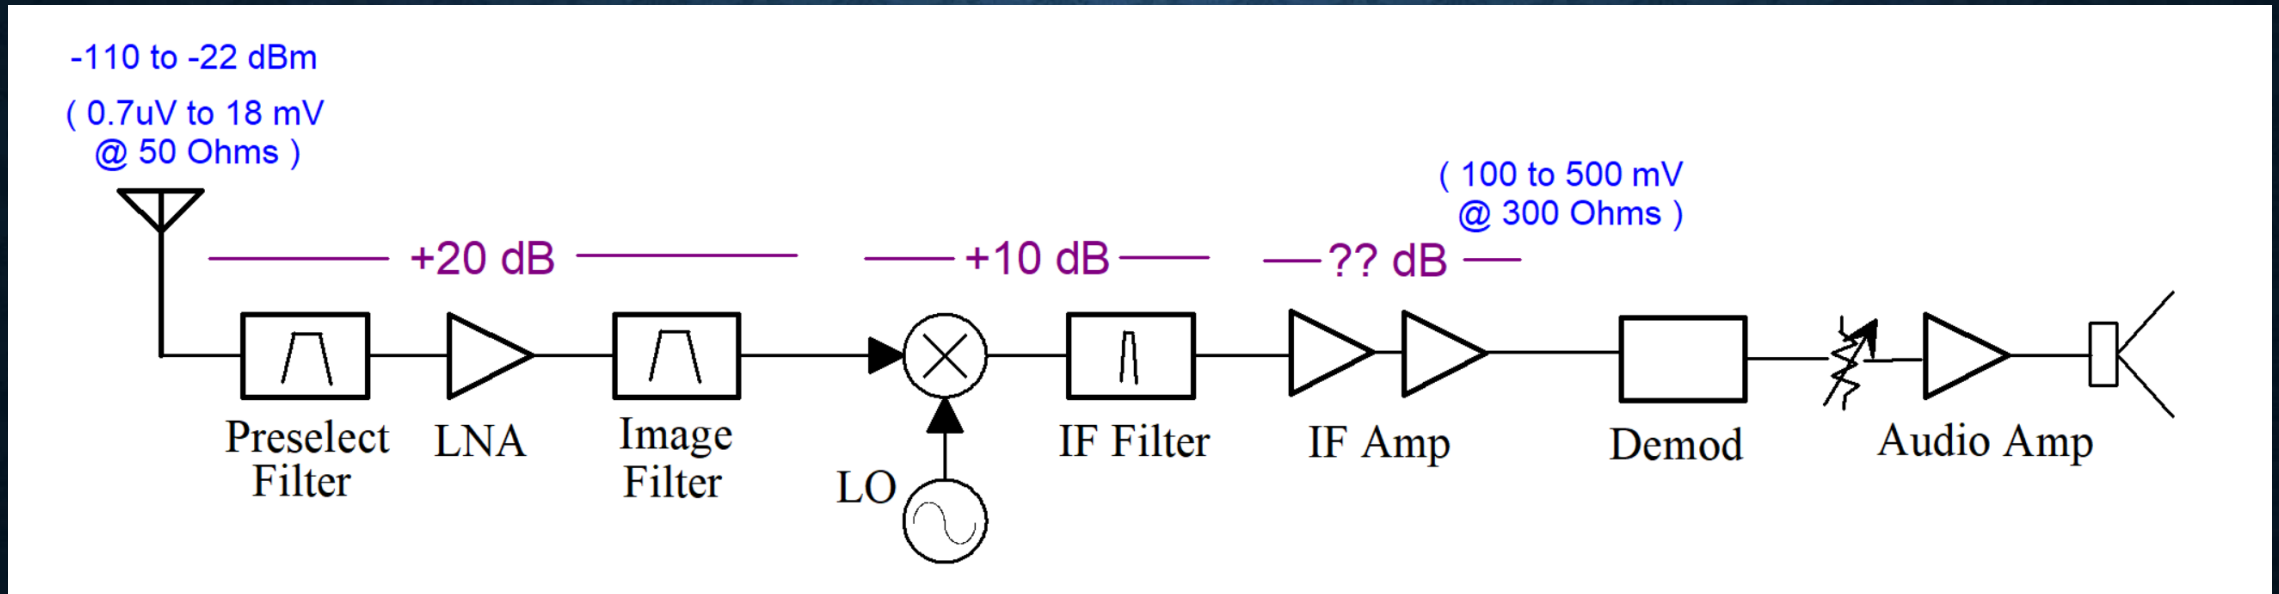 -110 to -22 dBm
( 0.7uV to 18 mV
@ 50 Ohms )
( 100 to 500 mV
@ 300 Ohms )
+20 dB
+10 dB
?? dB
Preselect
Filter
LNA
Image
Filter
LO
IF Filter
IF Amp
Demod
Audio Amp